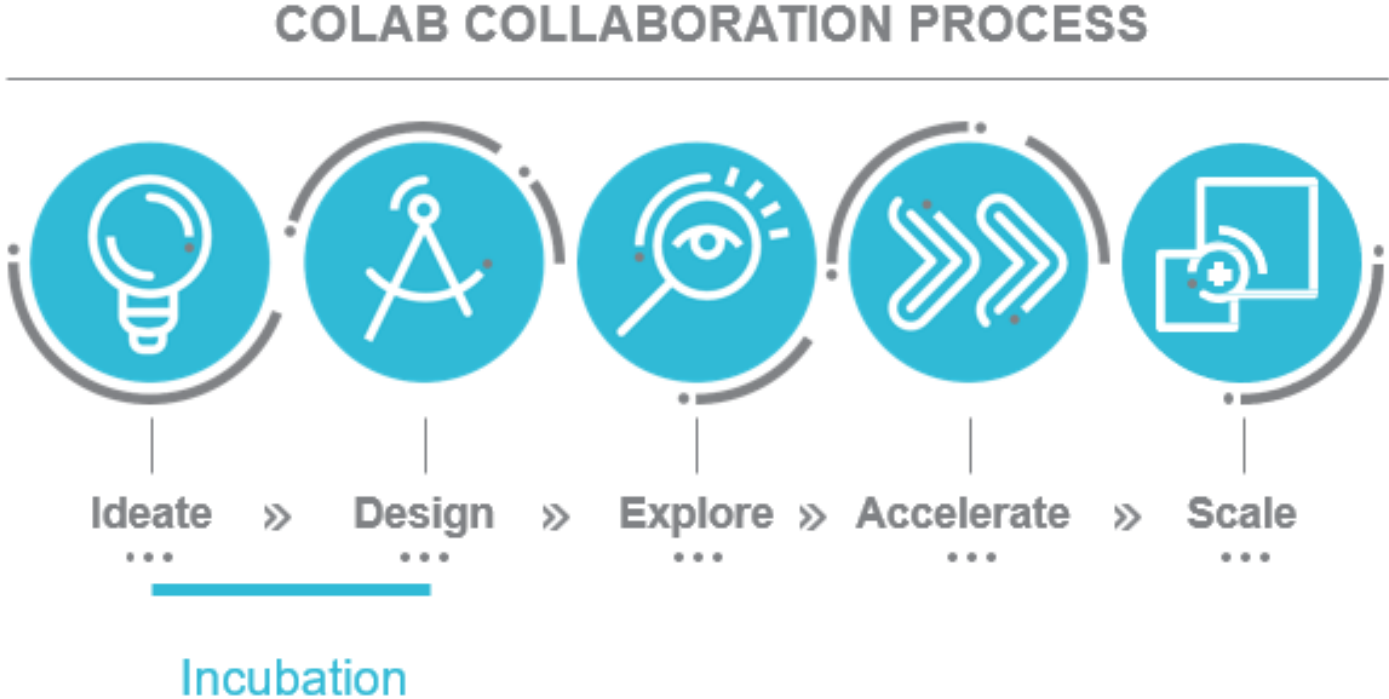 COLAB COLLABORATION PROCESS
Ideate » Design » Explore » Accelerate » Scale
Incubation